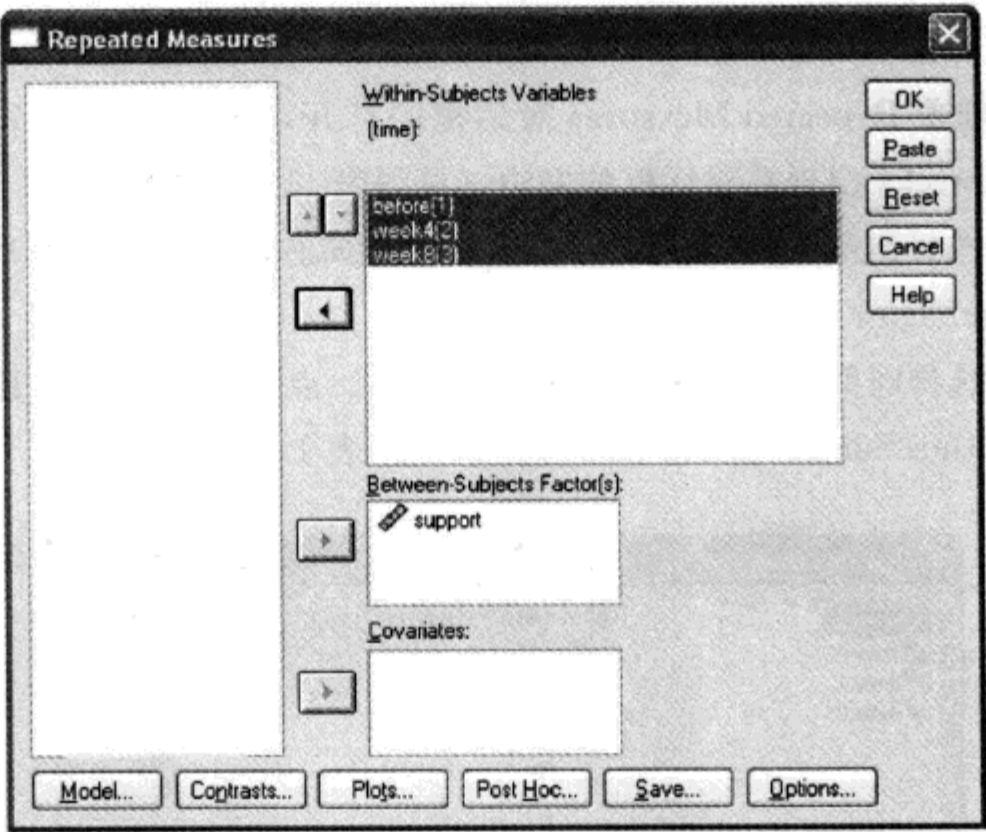 Repeated Measures
Within-Subjects Variables
(time):
before(1)
week4(2)
week8(3)
Between-Subjects Factor(s):
support
Covariates:
OK
Paste
Reset
Cancel
Help
Model...
Contrasts...
Plots...
Post Hoc...
Save...
Options...